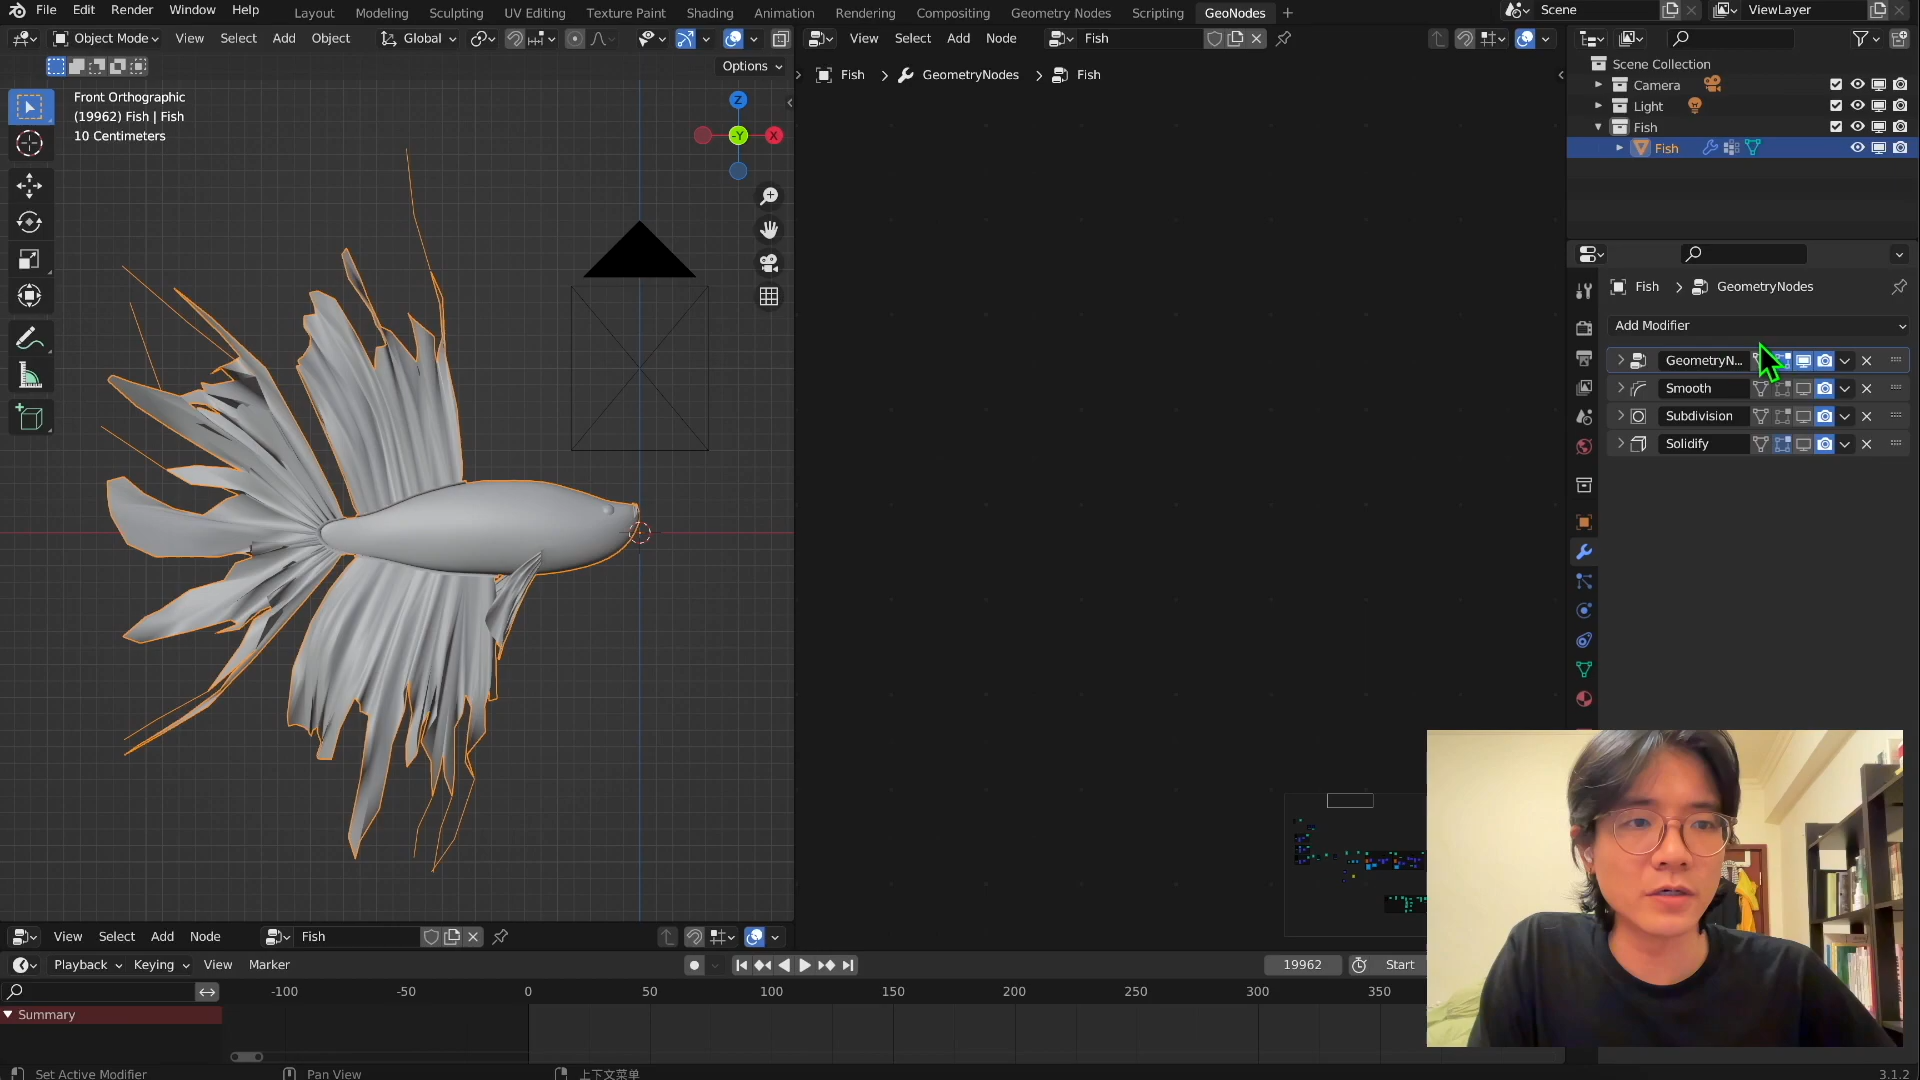 File Edit Render Window Help Layout Modeling Sculpting UV Editing Texture Paint Shading Animation Rendering Compositing Geometry Nodes Scripting GeoNodes Scene ViewLayer
Object Mode View Select Add Object Global View Select Add Node Fish
Options
Fish GeometryNodes Fish
Front Orthographic
(19962) Fish | Fish
10 Centimeters
Z
-Y
X
Scene Collection
Camera
Light
Fish
Fish
Fish GeometryNodes
Add Modifier
GeometryN...
Smooth
Subdivision
Solidify
View Select Add Node Fish
Playback Keying View Marker 19962 Start
-100 -50 0 50 100 150 200 250 300 350
Summary
Set Active Modifier Pan View 上下文菜单 3.1.2